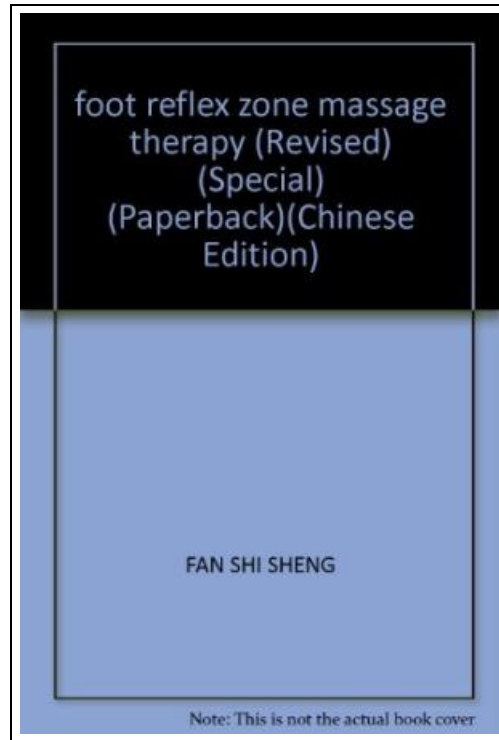 foot reflex zone massage
therapy (Revised)
(Special)
(Paperback)(Chinese
Edition)
FAN SHI SHENG
Note: This is not the actual book cover